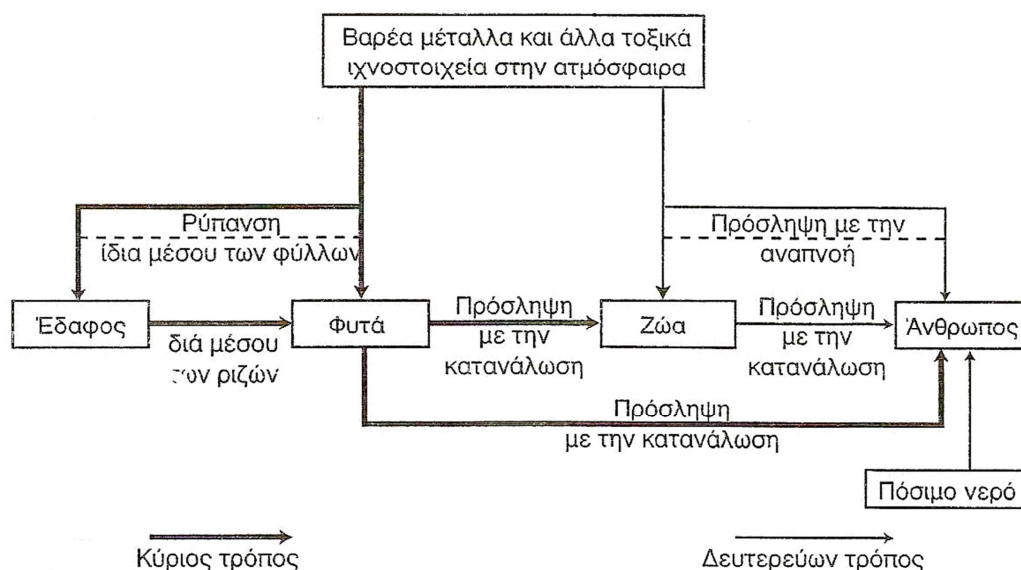 Βαρέα μέταλλα και άλλα τοξικά
ιχνοστοιχεία στην ατμόσφαιρα
Ρύπανση
ίδια μέσου των φύλλων
Πρόσληψη με την
αναπνοή
Έδαφος
διά μέσου
των ριζών
Φυτά
Πρόσληψη
με την
κατανάλωση
Ζώα
Πρόσληψη
με την
κατανάλωση
Άνθρωπος
Πρόσληψη
με την κατανάλωση
Πόσιμο νερό
Κύριος τρόπος
Δευτερεύων τρόπος